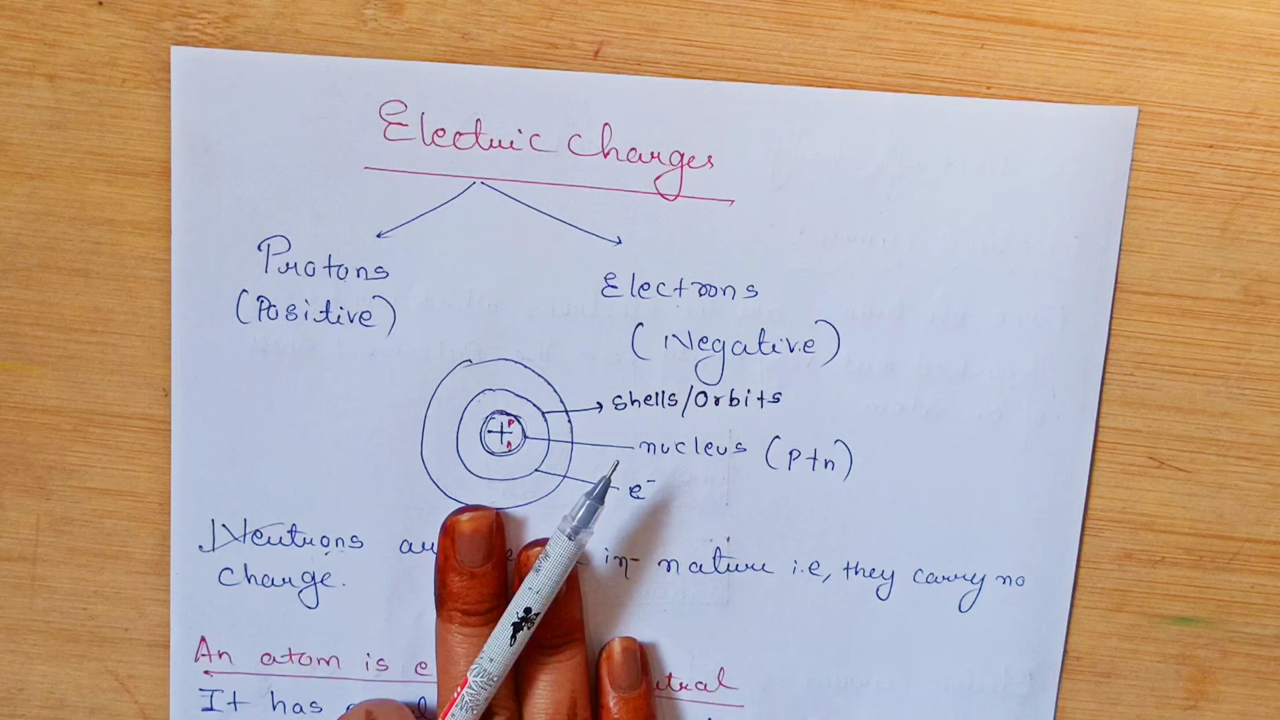 Electric Charges
Protons
(Positive)
Electrons
(Negative)
shells/Orbits
+ P n
nucleus (P+n)
e⁻
Neutrons in nature i.e, they carry no
charge.
An atom is
It has